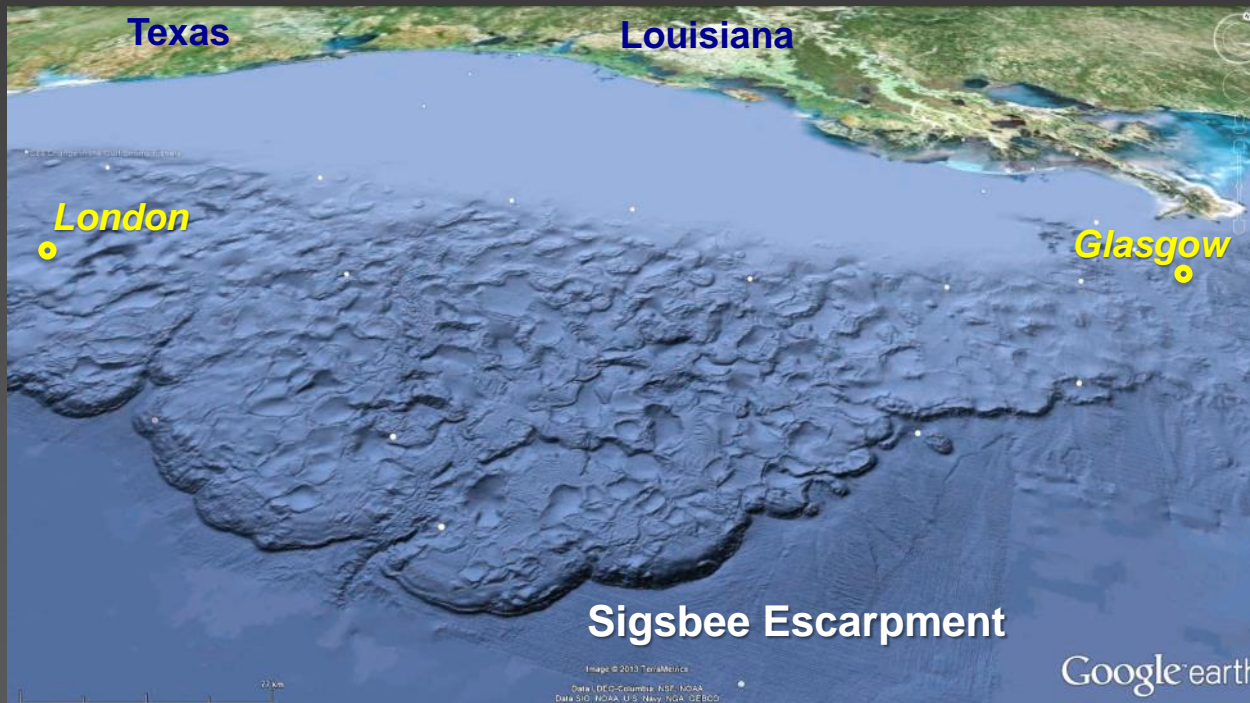 Texas
Louisiana
London
Glasgow
Sigsbee Escarpment
Image © 2013 TerraMetrics
Data LDEO-Columbia, NSF, NOAA
Data SIO, NOAA, U.S. Navy, NGA, GEBCO
Google earth